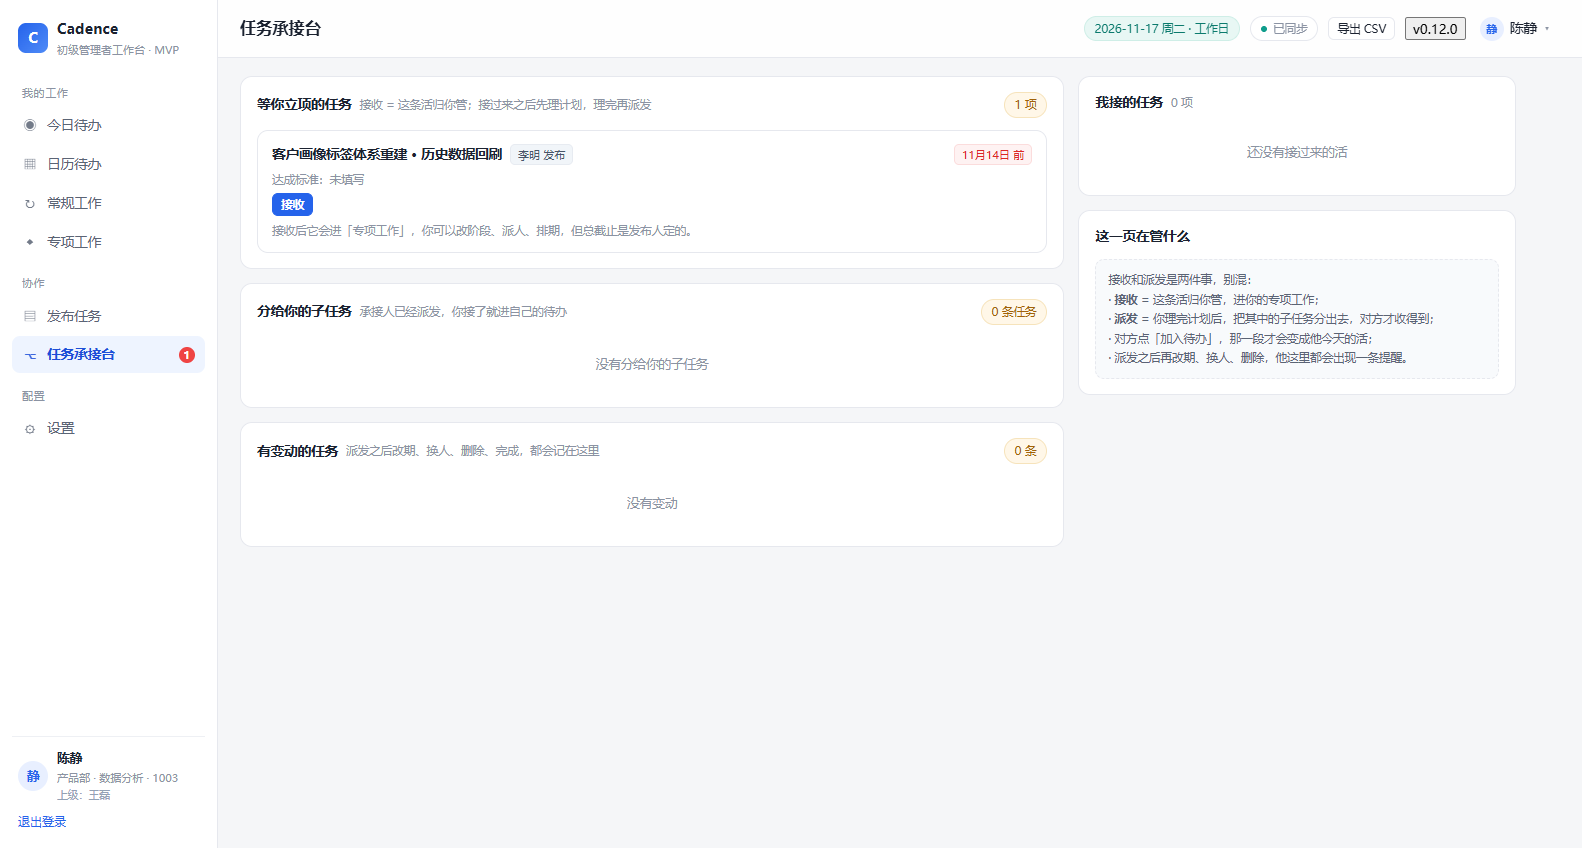 C
Cadence
初级管理者工作台 · MVP
我的工作
今日待办
日历待办
常规工作
专项工作
协作
发布任务
任务承接台
1
配置
设置
静
陈静
产品部 · 数据分析 · 1003
上级：王磊
退出登录
任务承接台
2026-11-17 周二 · 工作日
已同步
导出 CSV
v0.12.0
静 陈静
等你立项的任务 接收 = 这条活归你管；接过来之后先理计划，理完再派发
1 项
客户画像标签体系重建 • 历史数据回刷 李明 发布
11月14日 前
达成标准：未填写
接收
接收后它会进「专项工作」，你可以改阶段、派人、排期，但总截止是发布人定的。
分给你的子任务 承接人已经派发，你接了就进自己的待办
0 条任务
没有分给你的子任务
有变动的任务 派发之后改期、换人、删除、完成，都会记在这里
0 条
没有变动
我接的任务 0 项
还没有接过来的活
这一页在管什么
接收和派发是两件事，别混：
· 接收 = 这条活归你管，进你的专项工作；
· 派发 = 你理完计划后，把其中的子任务分出去，对方才收得到；
· 对方点「加入待办」，那一段才会变成他今天的活；
· 派发之后再改期、换人、删除，他这里都会出现一条提醒。